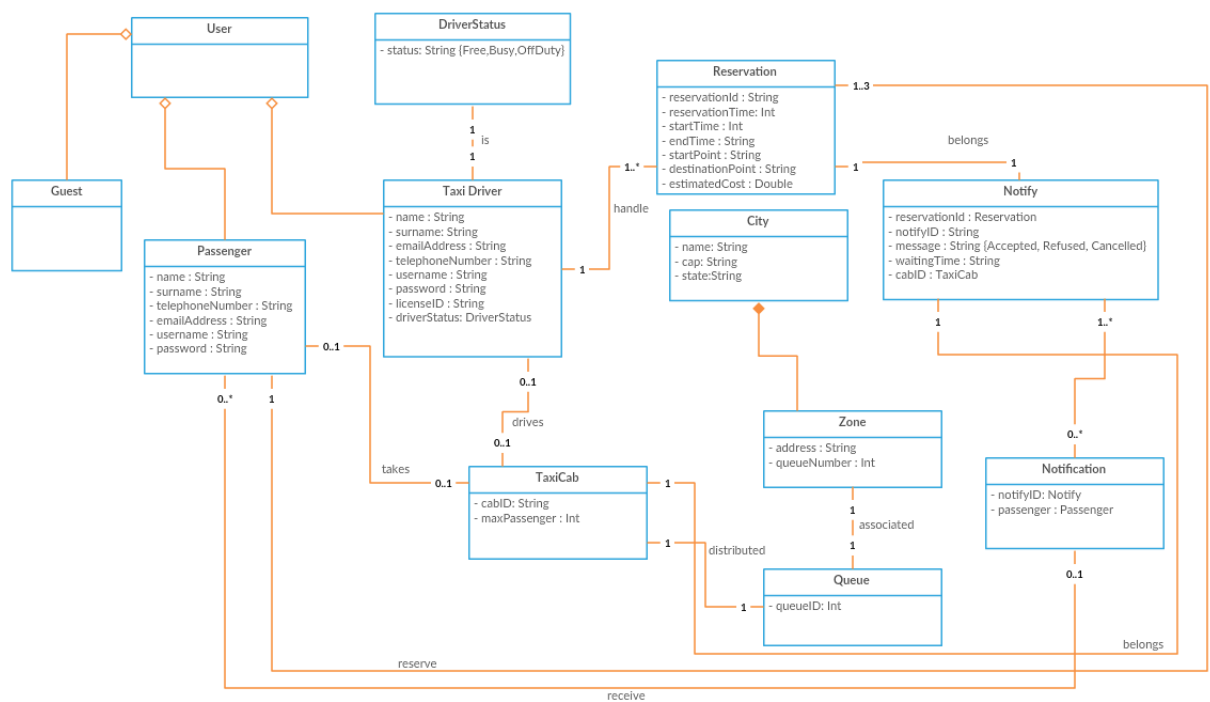 User
DriverStatus
- status: String {Free,Busy,OffDuty}
1
is
1
Reservation
- reservationId : String
- reservationTime: Int
- startTime : Int
- endTime : String
- startPoint : String
- destinationPoint : String
- estimatedCost : Double
1..3
belongs
1
1
1..*
handle
1
Guest
Taxi Driver
- name : String
- surname: String
- emailAddress : String
- telephoneNumber : String
- username : String
- password : String
- licenseID : String
- driverStatus: DriverStatus
City
- name: String
- cap: String
- state:String
Notify
- reservationId : Reservation
- notifyID : String
- message : String {Accepted, Refused, Cancelled}
- waitingTime : String
- cabID : TaxiCab
Passenger
- name : String
- surname : String
- telephoneNumber : String
- emailAddress : String
- username : String
- password : String
0..1
0..*
1
0..1
drives
0..1
takes
0..1
1
1..*
0..*
Zone
- address : String
- queueNumber : Int
TaxiCab
- cabID: String
- maxPassenger : Int
1
1
distributed
1
1
associated
1
Notification
- notifyID: Notify
- passenger : Passenger
0..1
Queue
- queueID: Int
belongs
reserve
receive